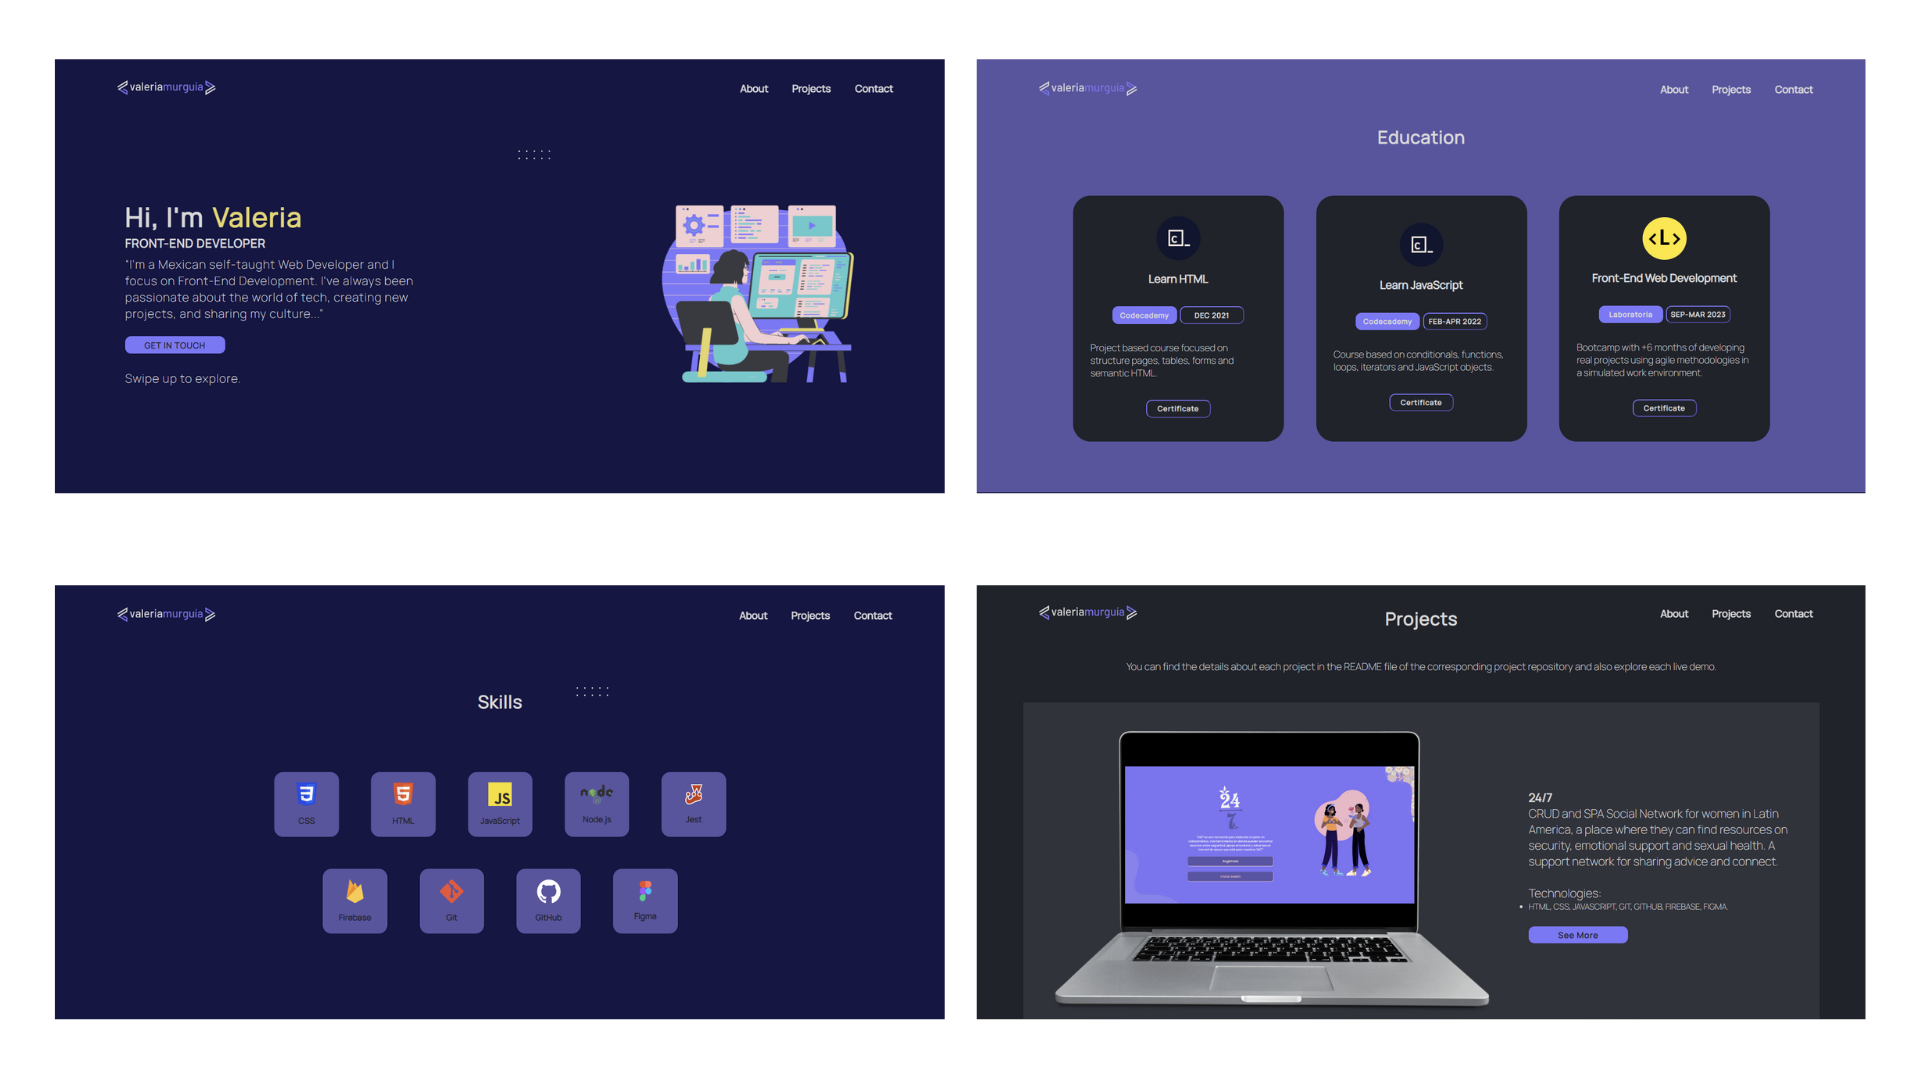 valeriamurguía
About
Projects
Contact
Hi, I'm Valeria
FRONT-END DEVELOPER
"I'm a Mexican self-taught Web Developer and I
focus on Front-End Development. I've always been
passionate about the world of tech, creating new
projects, and sharing my culture..."
GET IN TOUCH
Swipe up to explore.
valeriamurguía
About
Projects
Contact
Education
Learn HTML
Codecademy
DEC 2021
Project based course focused on
structure pages, tables, forms and
semantic HTML.
Certificate
Learn JavaScript
Codecademy
FEB-APR 2022
Course based on conditionals, functions,
loops, iterators and JavaScript objects.
Certificate
<L>
Front-End Web Development
Laboratoria
SEP-MAR 2023
Bootcamp with +6 months of developing
real projects using agile methodologies in
a simulated work environment.
Certificate
valeriamurguía
About
Projects
Contact
Skills
CSS
HTML
JS
JavaScript
node
Node.js
Jest
Firebase
Git
GitHub
Figma
valeriamurguía
Projects
About
Projects
Contact
You can find the details about each project in the README file of the corresponding project repository and also explore each live demo.
24
7
24/7
CRUD and SPA Social Network for women in Latin
America, a place where they can find resources on
security, emotional support and sexual health. A
support network for sharing advice and connect.
Technologies:
• HTML, CSS, JAVASCRIPT, GIT, GITHUB, FIREBASE, FIGMA.
See More